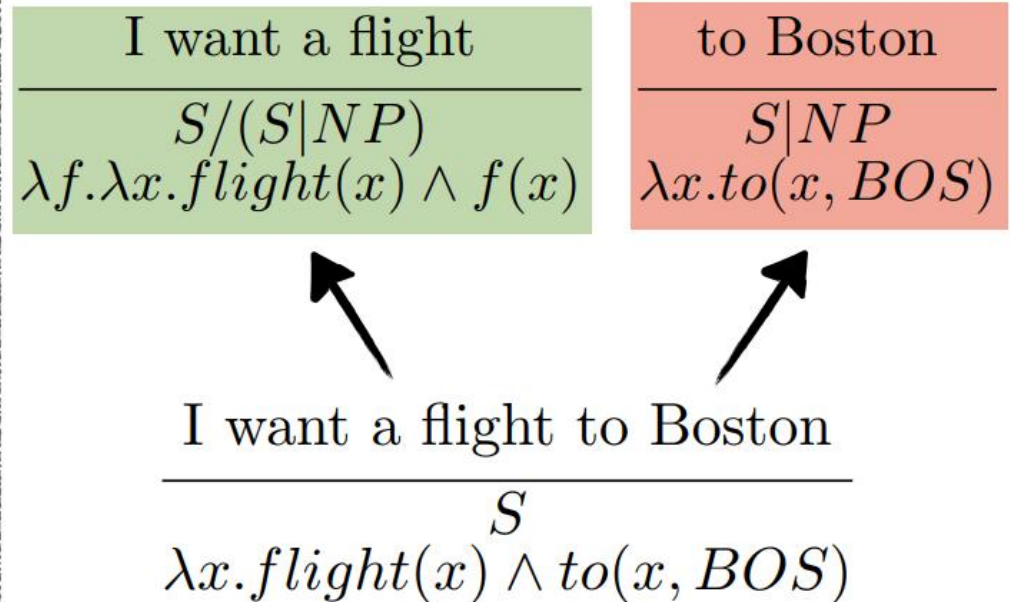 I want a flight
S/(S|NP)
λf.λx.flight(x) ∧ f(x)
to Boston
S|NP
λx.to(x, BOS)
I want a flight to Boston
S
λx.flight(x) ∧ to(x, BOS)